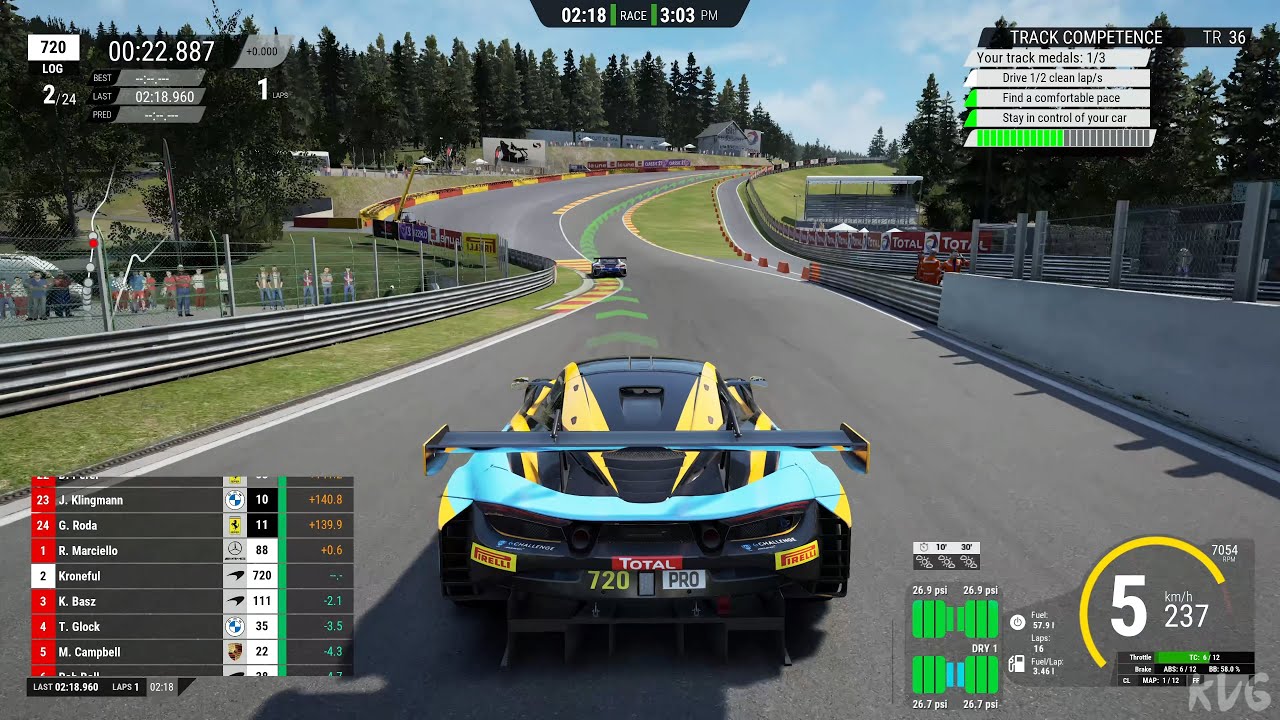 02:18 RACE 3:03 PM
720
LOG
2/24
00:22.887
+0.000
BEST --:--.---
LAST 02:18.960
PRED --:--.---
1 LAPS
TRACK COMPETENCE TR 36
Your track medals: 1/3
Drive 1/2 clean lap/s
Find a comfortable pace
Stay in control of your car
TOTAL
TOTAL
23 J. Klingmann 10 +140.8
24 G. Roda 11 +139.9
1 R. Marciello 88 +0.6
2 Kroneful 720 --.-
3 K. Basz 111 -2.1
4 T. Glock 35 -3.5
5 M. Campbell 22 -4.3
LAST 02:18.960 LAPS 1 02:18
CHALLENGE
CHALLENGE
PIRELLI
TOTAL
PIRELLI
720 PRO
10' 30'
26.9 psi 26.9 psi
DRY 1
26.7 psi 26.7 psi
Fuel:
57.9 l
Laps:
16
Fuel/Lap:
3.46 l
7054
RPM
5
km/h
237
Throttle TC: 6 / 12
Brake ABS: 6 / 12 BB: 58.0 %
CL MAP: 1 / 12 FF
RVG